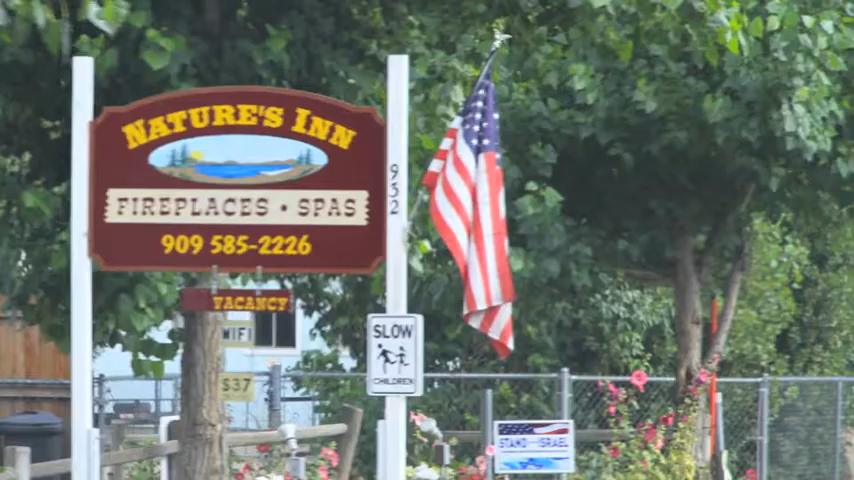 NATURE'S INN
FIREPLACES • SPAS
909 585-2226
932
VACANCY
WIFI
$37
SLOW
CHILDREN
STAND WITH ISRAEL